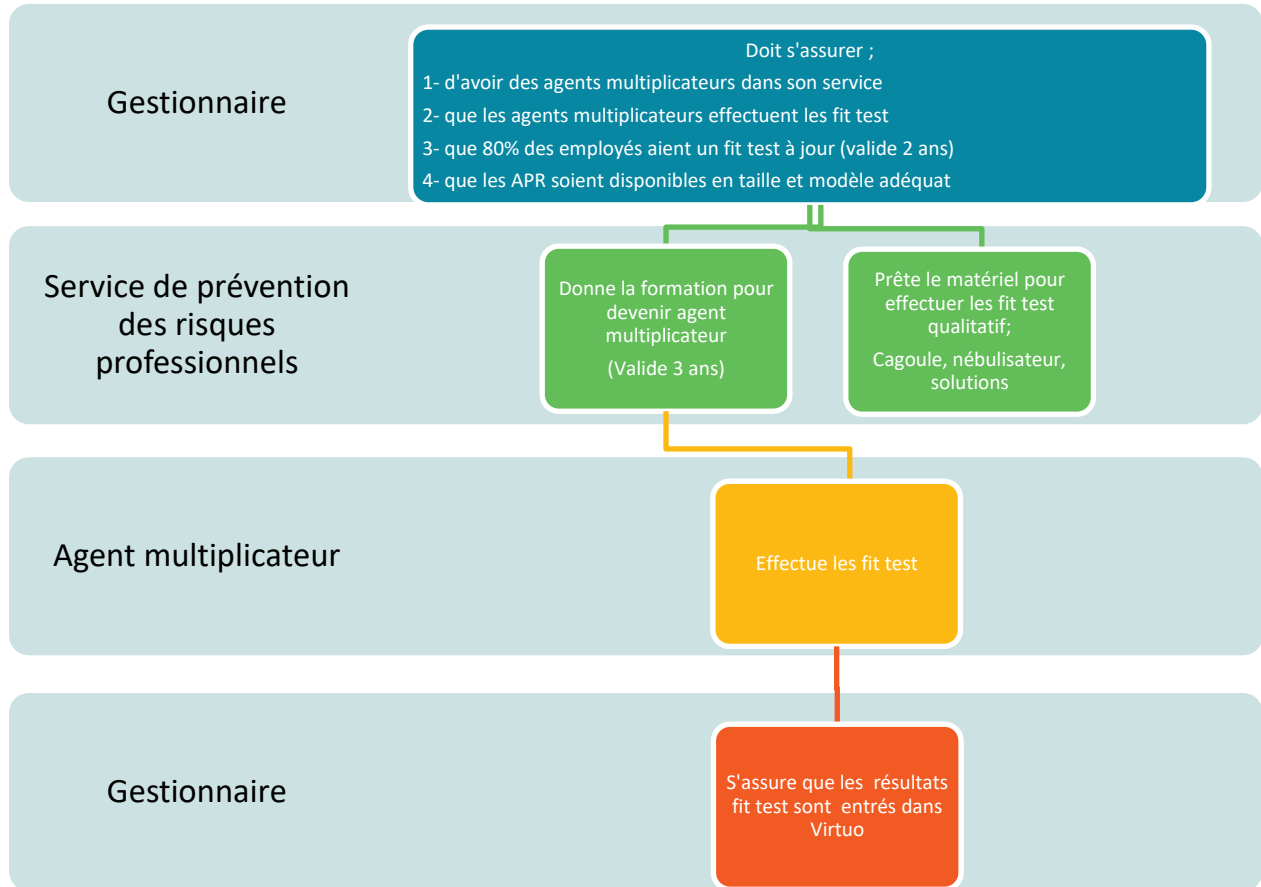 Gestionnaire
Doit s'assurer ;
1- d'avoir des agents multiplicateurs dans son service
2- que les agents multiplicateurs effectuent les fit test
3- que 80% des employés aient un fit test à jour (valide 2 ans)
4- que les APR soient disponibles en taille et modèle adéquat
Service de prévention
des risques
professionnels
Donne la formation pour
devenir agent
multiplicateur
(Valide 3 ans)
Prête le matériel pour
effectuer les fit test
qualitatif;
Cagoule, nébulisateur,
solutions
Agent multiplicateur
Effectue les fit test
Gestionnaire
S'assure que les résultats
fit test sont entrés dans
Virtuo